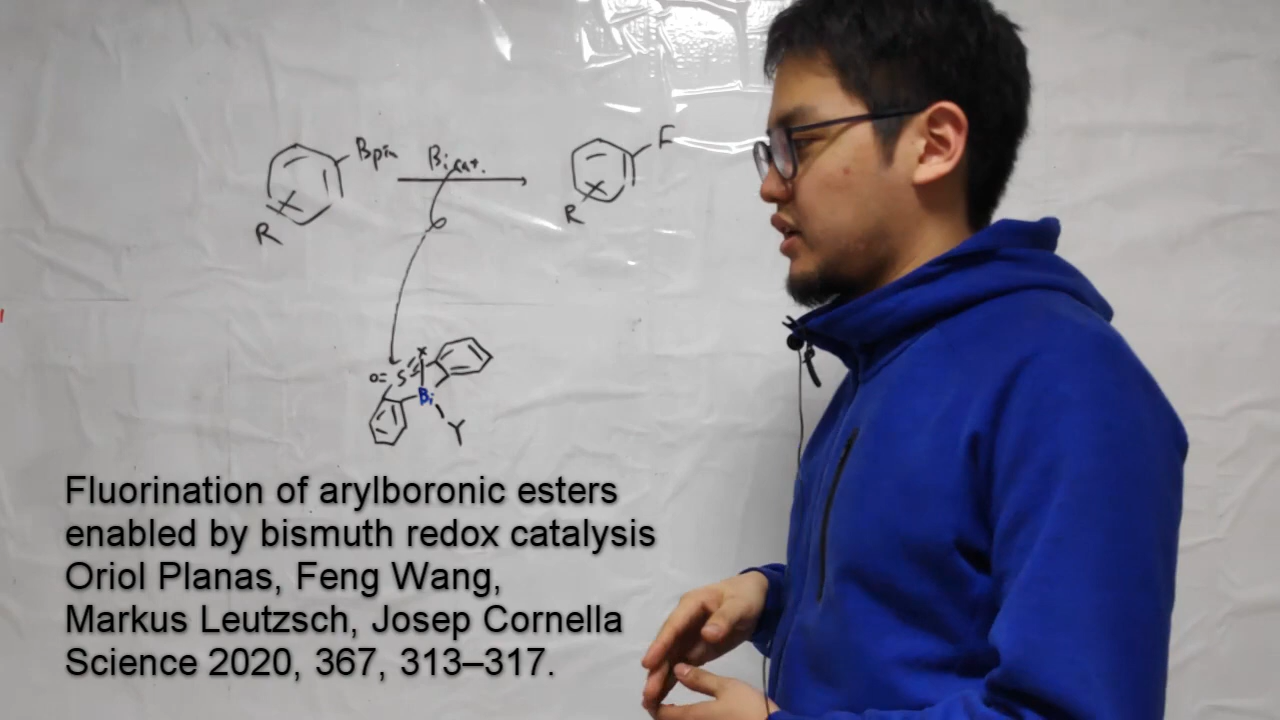 Bpin
Bi cat.
F
R
R
O=
S
X
Bi
Y
Fluorination of arylboronic esters
enabled by bismuth redox catalysis
Oriol Planas, Feng Wang,
Markus Leutzsch, Josep Cornella
Science 2020, 367, 313–317.